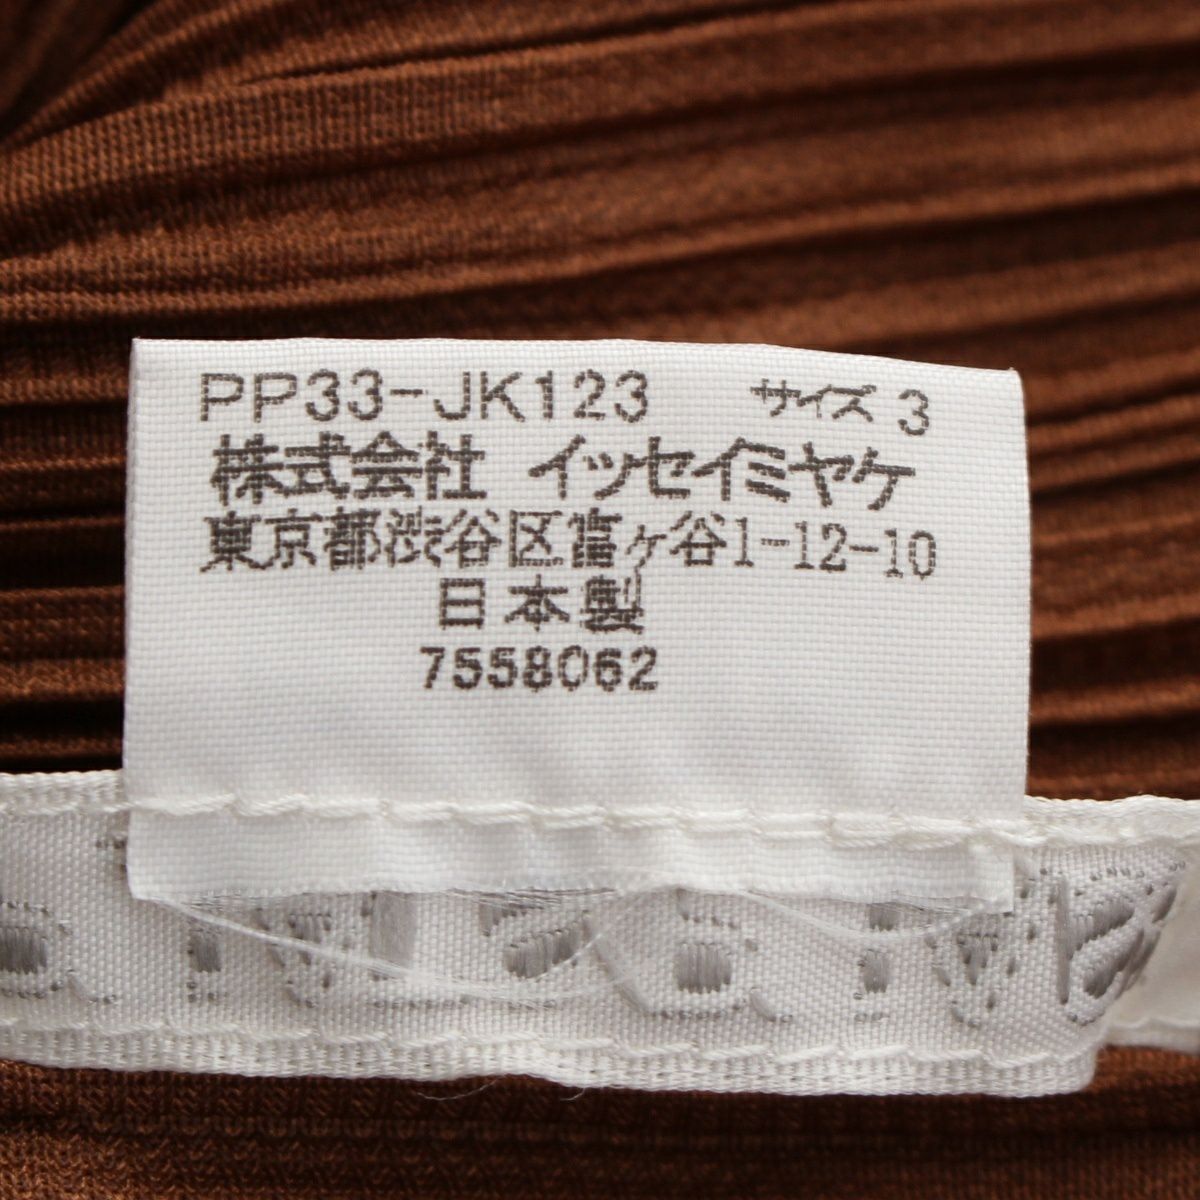 PP33-JK123 サイズ 3
株式会社 イッセイミヤケ
東京都渋谷区富ヶ谷1-12-10
日本製
7558062